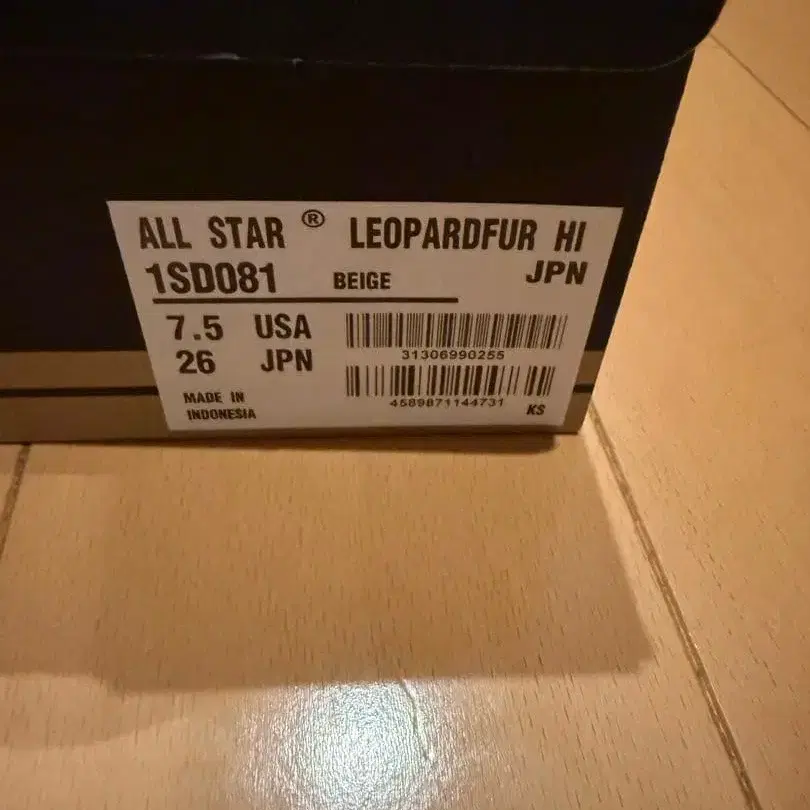 ALL STAR ® LEOPARDFUR HI
1SD081 BEIGE JPN
7.5 USA
26 JPN
31306990255
4589871144731
MADE IN
INDONESIA
KS